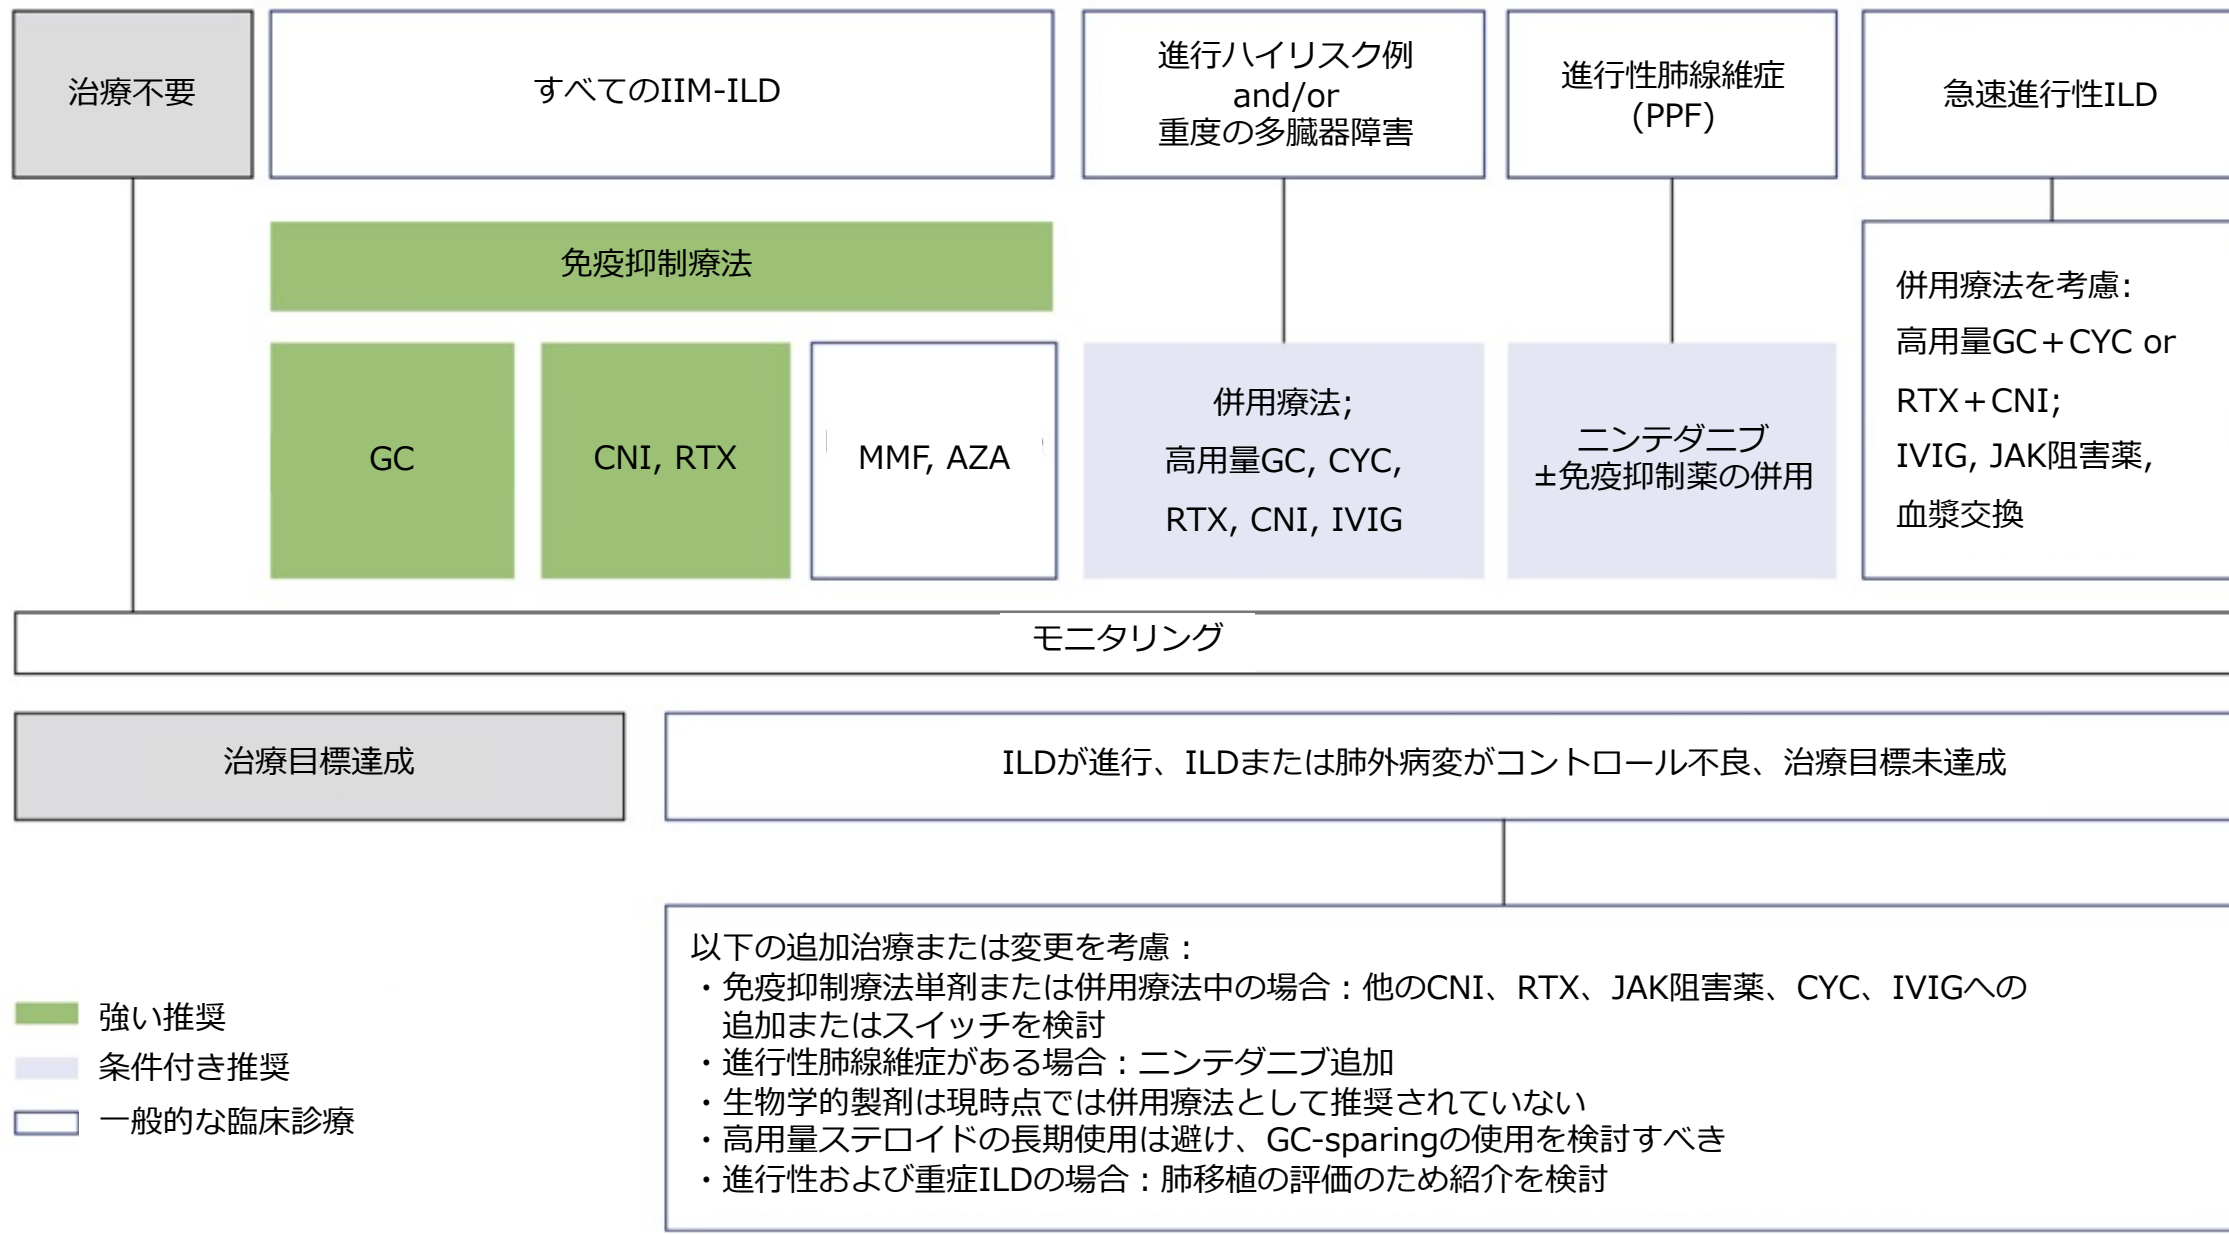 治療不要
すべてのIIM-ILD
進行ハイリスク例
and/or
重度の多臓器障害
進行性肺線維症
(PPF)
急速進行性ILD
免疫抑制療法
GC
CNI, RTX
MMF, AZA
併用療法;
高用量GC, CYC,
RTX, CNI, IVIG
ニンテダニブ
±免疫抑制薬の併用
併用療法を考慮:
高用量GC＋CYC or
RTX＋CNI;
IVIG, JAK阻害薬,
血漿交換
モニタリング
治療目標達成
ILDが進行、ILDまたは肺外病変がコントロール不良、治療目標未達成
以下の追加治療または変更を考慮：
・免疫抑制療法単剤または併用療法中の場合：他のCNI、RTX、JAK阻害薬、CYC、IVIGへの
追加またはスイッチを検討
・進行性肺線維症がある場合：ニンテダニブ追加
・生物学的製剤は現時点では併用療法として推奨されていない
・高用量ステロイドの長期使用は避け、GC-sparingの使用を検討すべき
・進行性および重症ILDの場合：肺移植の評価のため紹介を検討
強い推奨
条件付き推奨
一般的な臨床診療